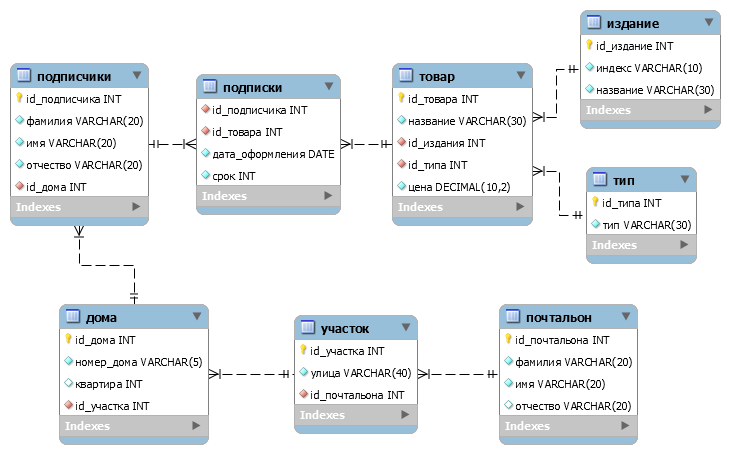 подписчики
id_подписчика INT
фамилия VARCHAR(20)
имя VARCHAR(20)
отчество VARCHAR(20)
id_дома INT
Indexes
подписки
id_подписчика INT
id_товара INT
дата_оформления DATE
срок INT
Indexes
товар
id_товара INT
название VARCHAR(30)
id_издания INT
id_типа INT
цена DECIMAL(10,2)
Indexes
издание
id_издание INT
индекс VARCHAR(10)
название VARCHAR(30)
Indexes
тип
id_типа INT
тип VARCHAR(30)
Indexes
дома
id_дома INT
номер_дома VARCHAR(5)
квартира INT
id_участка INT
Indexes
участок
id_участка INT
улица VARCHAR(40)
id_почтальона INT
Indexes
почтальон
id_почтальона INT
фамилия VARCHAR(20)
имя VARCHAR(20)
отчество VARCHAR(20)
Indexes